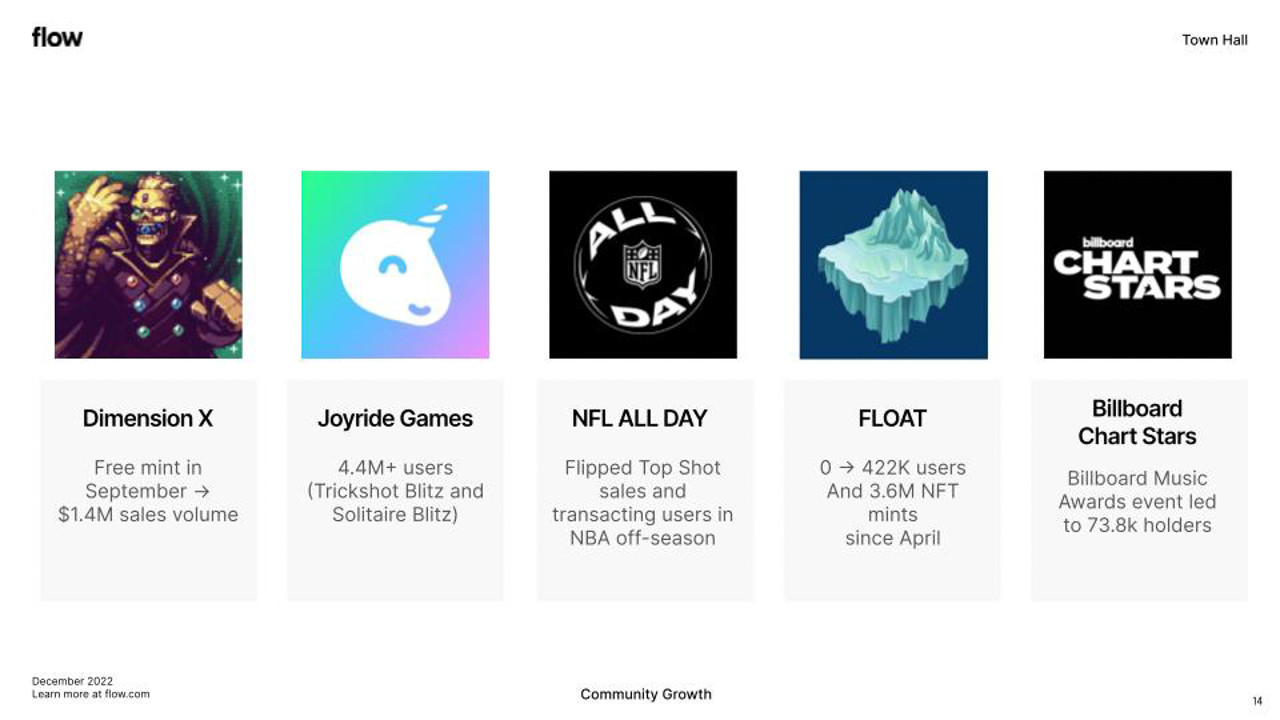 flow
Town Hall
ALL
NFL
DAY
billboard
CHART
STARS
Dimension X
Free mint in
September →
$1.4M sales volume
Joyride Games
4.4M+ users
(Trickshot Blitz and
Solitaire Blitz)
NFL ALL DAY
Flipped Top Shot
sales and
transacting users in
NBA off-season
FLOAT
0 → 422K users
And 3.6M NFT
mints
since April
Billboard
Chart Stars
Billboard Music
Awards event led
to 73.8k holders
December 2022
Learn more at flow.com
Community Growth
14